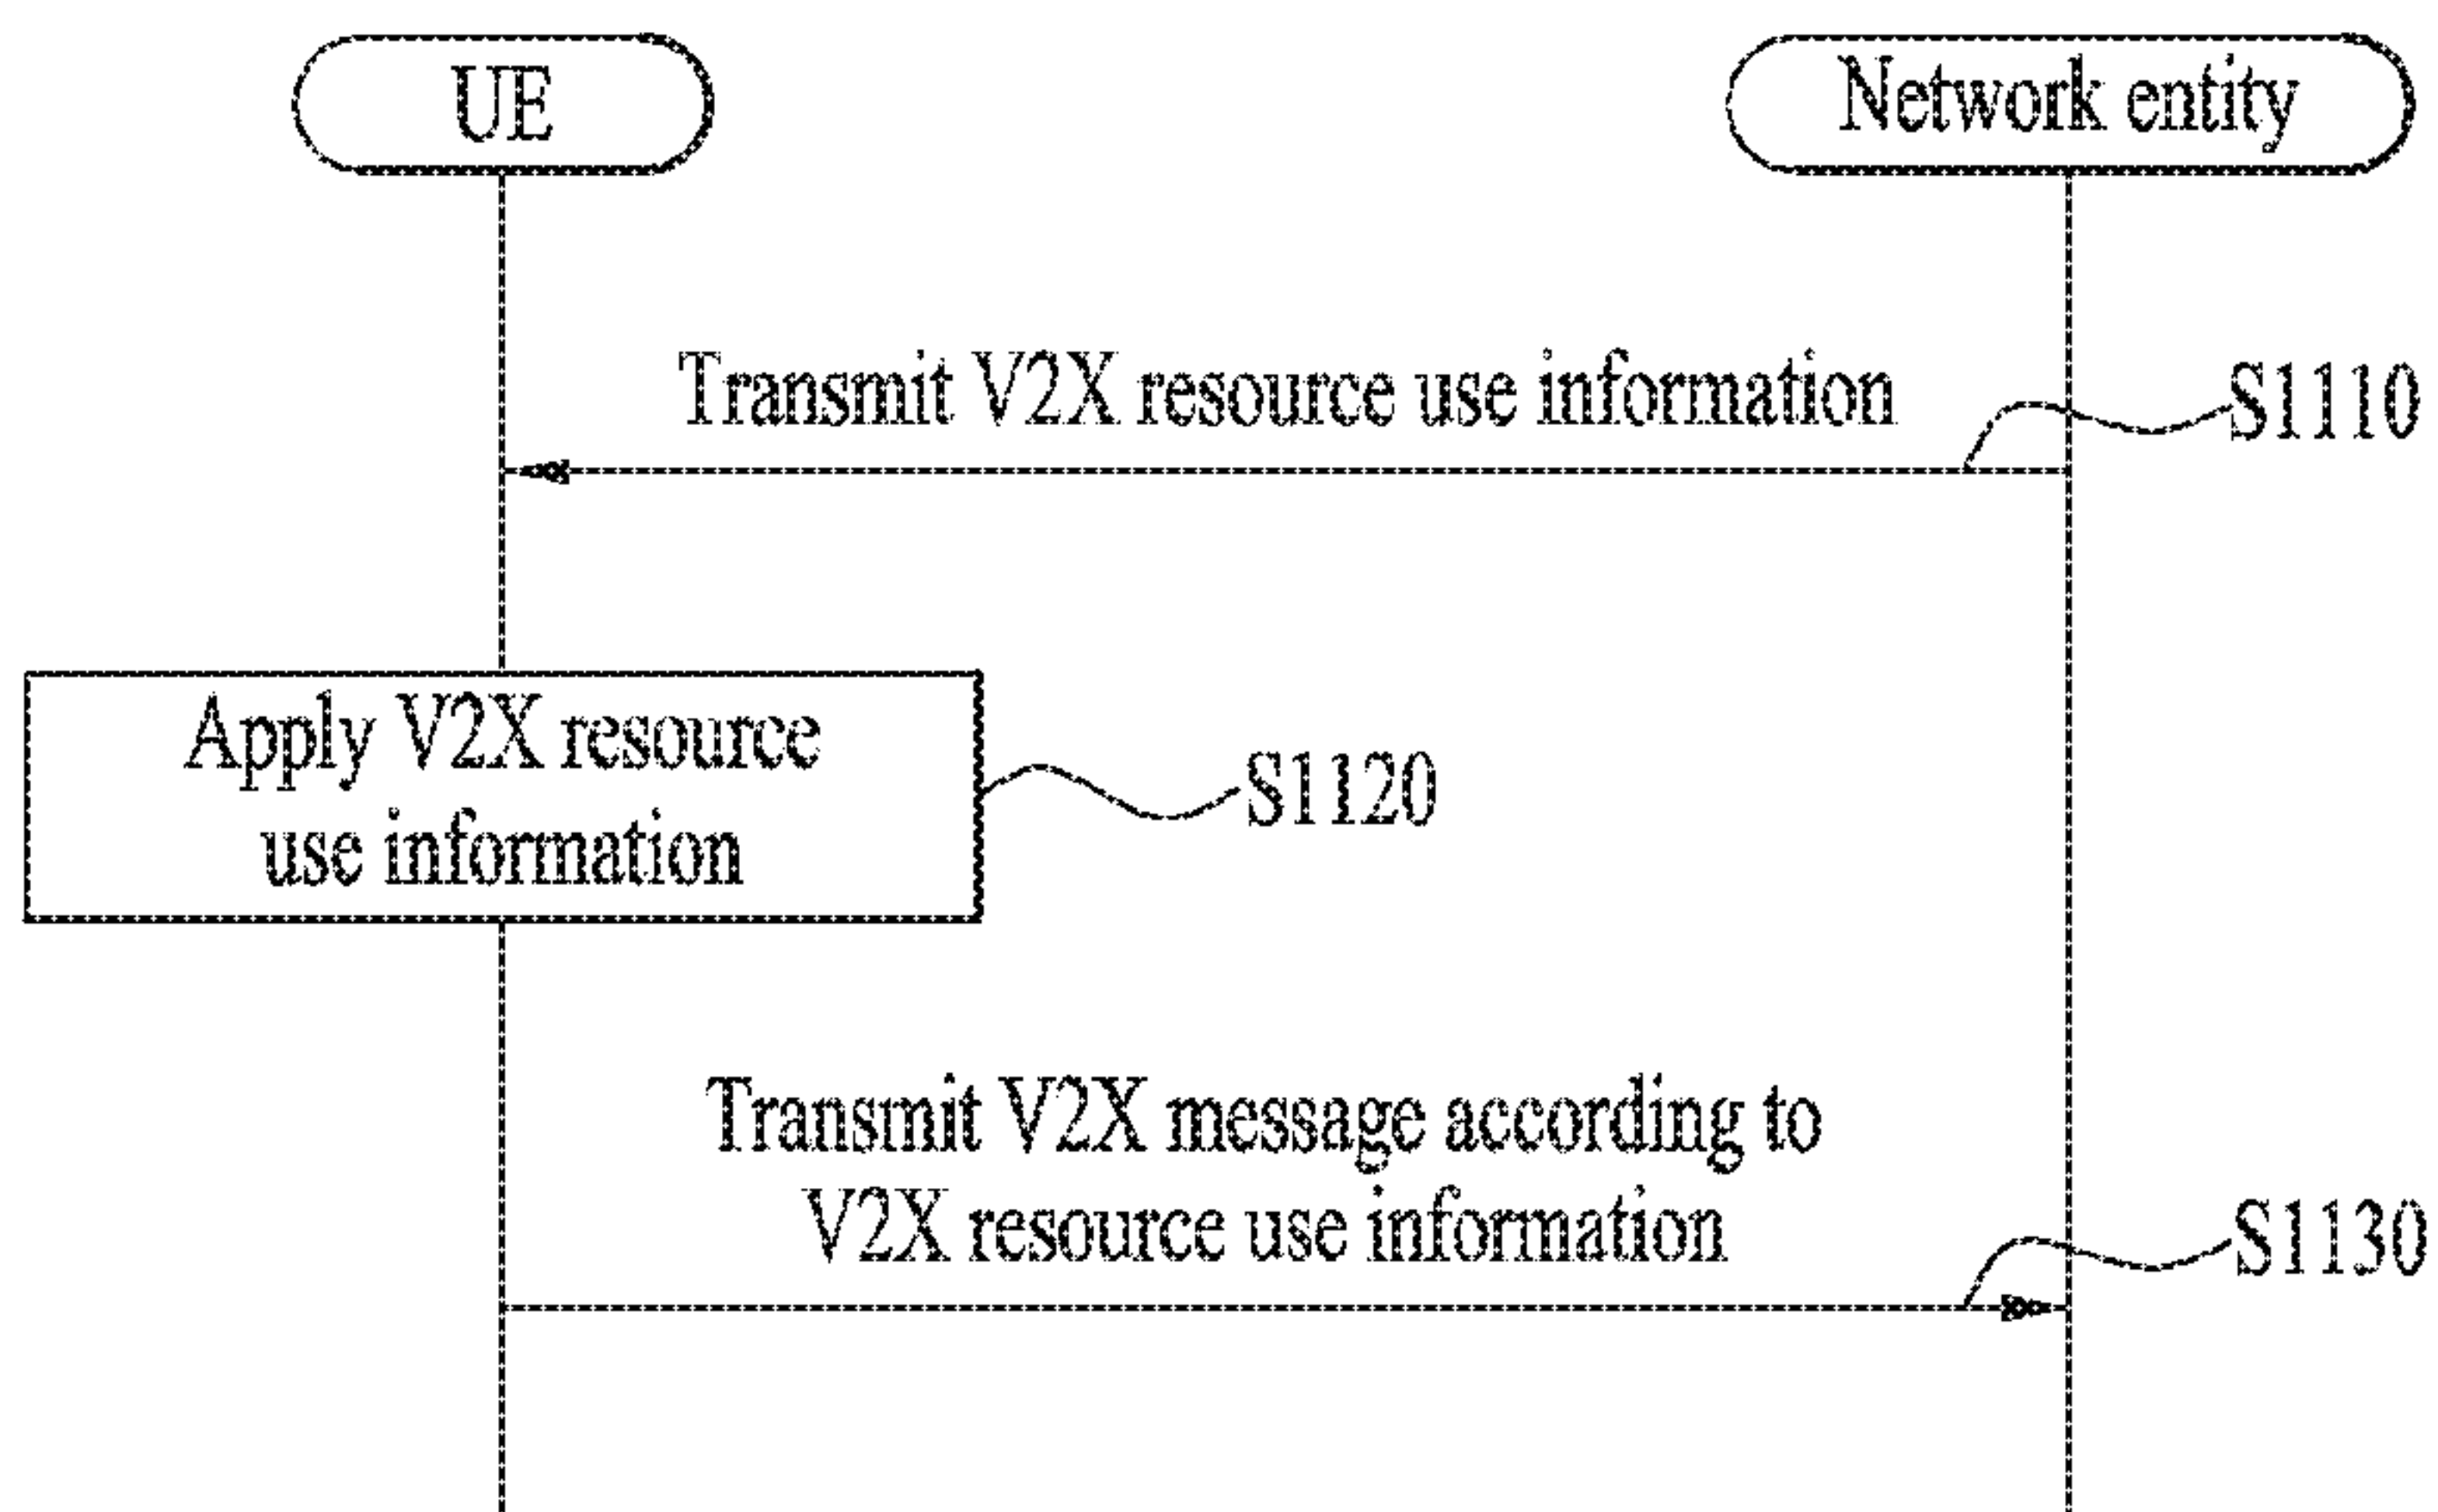 UE
Network entity
Transmit V2X resource use information
S1110
Apply V2X resource
use information
S1120
Transmit V2X message according to
V2X resource use information
S1130